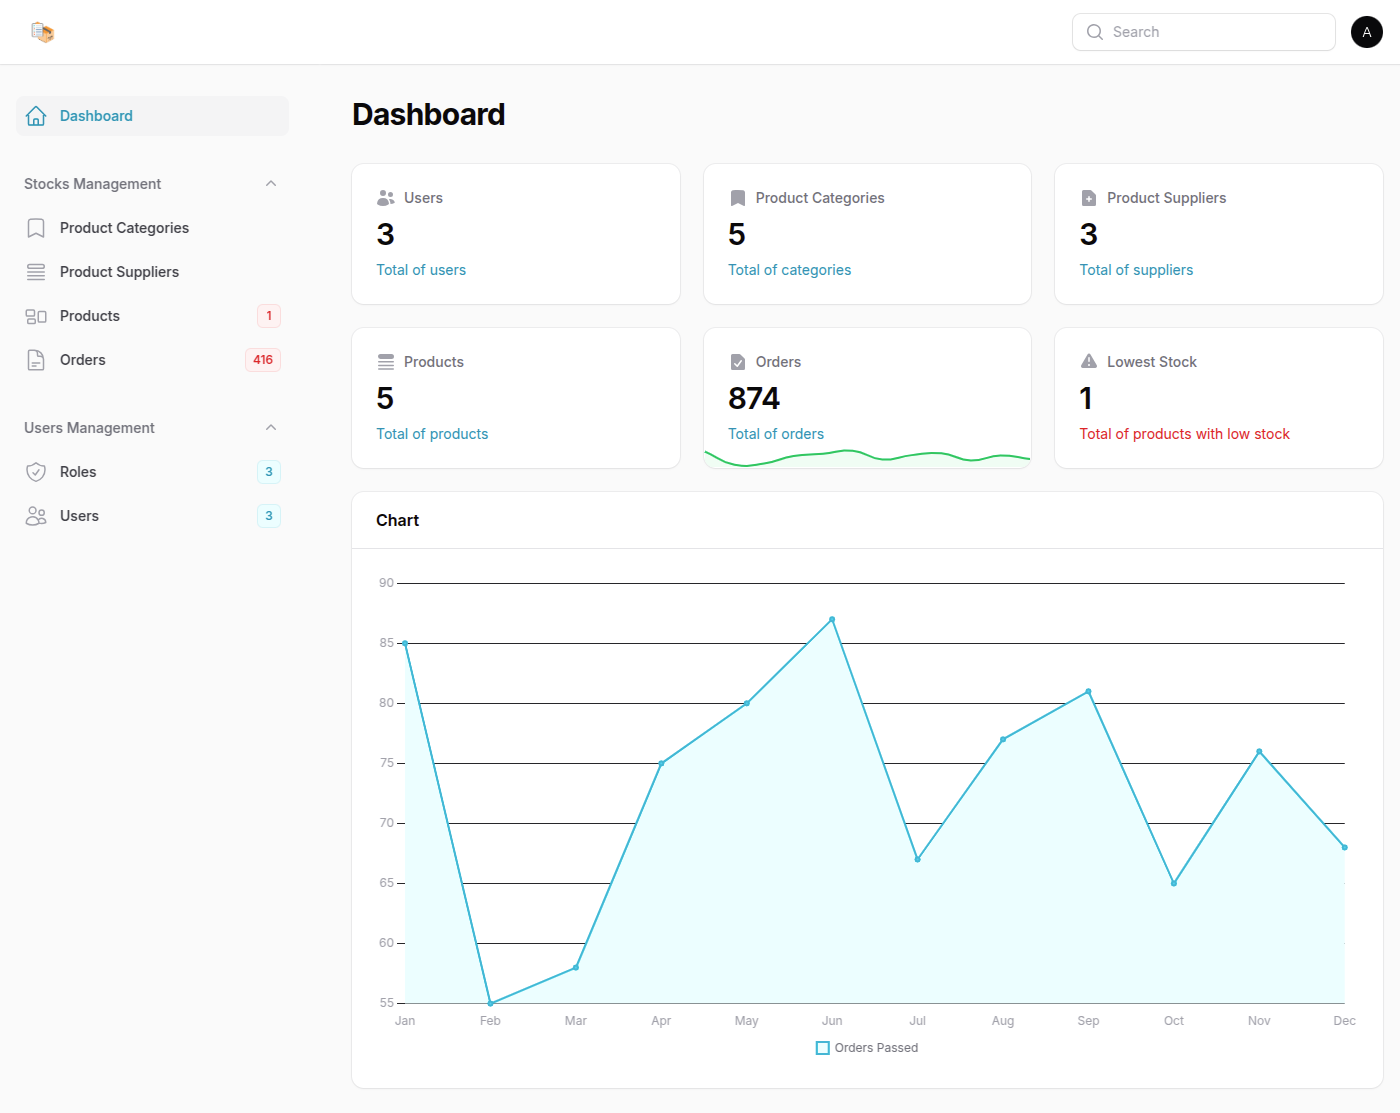 Search
A
Dashboard
Stocks Management
Product Categories
Product Suppliers
Products 1
Orders 416
Users Management
Roles 3
Users 3
Dashboard
Users
3
Total of users
Product Categories
5
Total of categories
Product Suppliers
3
Total of suppliers
Products
5
Total of products
Orders
874
Total of orders
Lowest Stock
1
Total of products with low stock
Chart
90
85
80
75
70
65
60
55
Jan Feb Mar Apr May Jun Jul Aug Sep Oct Nov Dec
Orders Passed